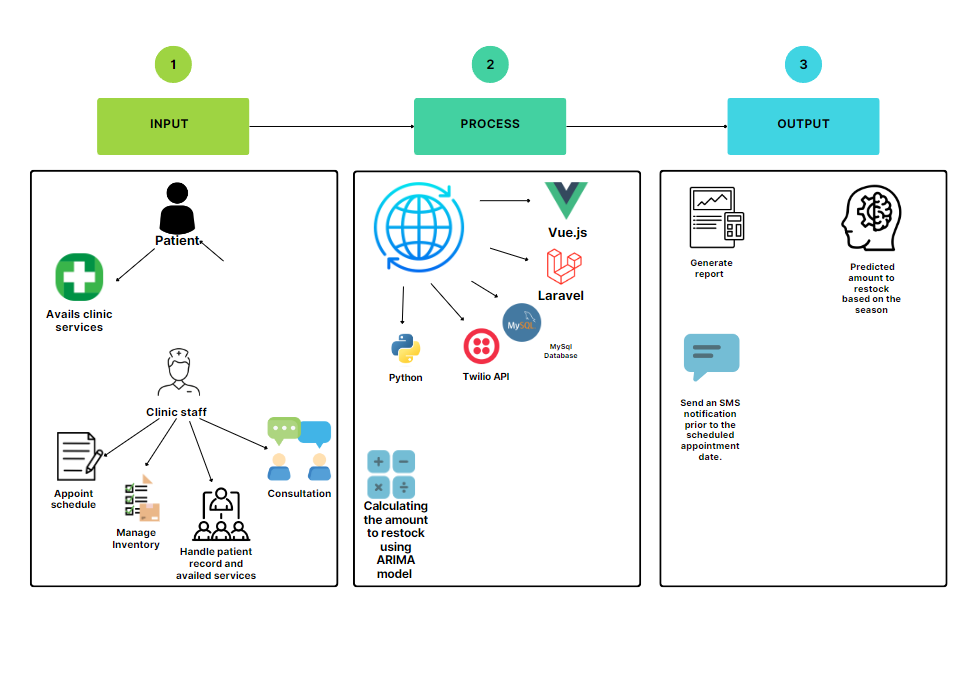 1
2
3
INPUT
PROCESS
OUTPUT
Patient
Avails clinic
services
Clinic staff
Appoint
schedule
Manage
Inventory
Handle patient
record and
availed services
Consultation
Vue.js
Laravel
MySQL
MySql
Database
Python
Twilio API
Calculating
the amount
to restock
using
ARIMA
model
Generate
report
Predicted
amount to
restock
based on the
season
Send an SMS
notification
prior to the
scheduled
appointment
date.